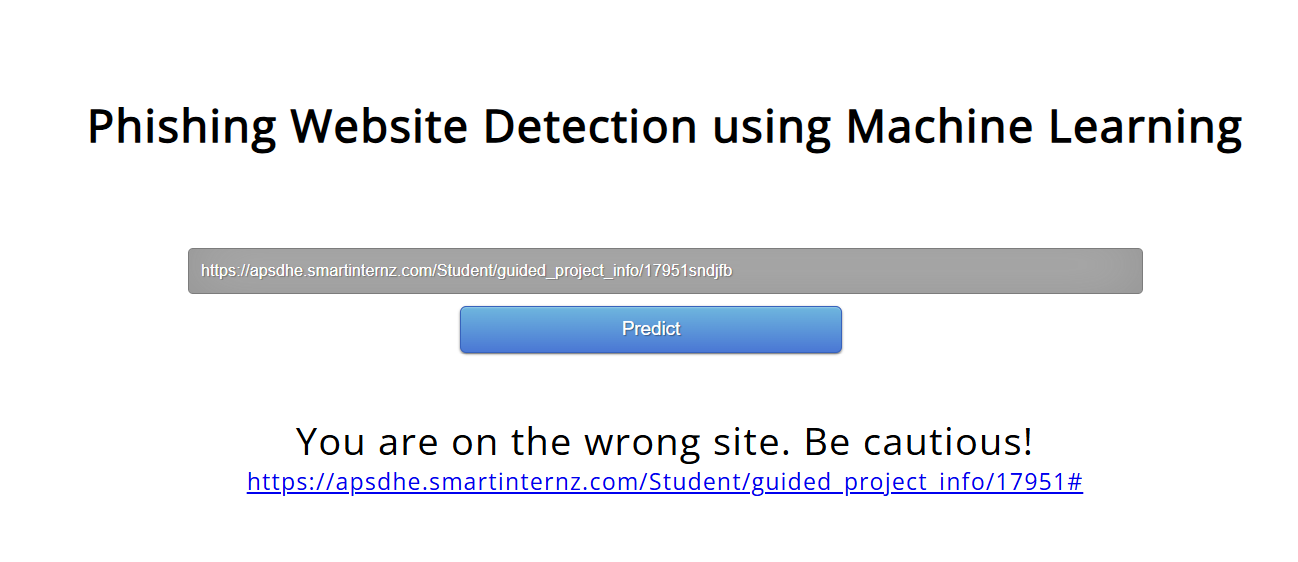 Phishing Website Detection using Machine Learning
https://apsdhe.smartinternz.com/Student/guided_project_info/17951sndjfb
Predict
You are on the wrong site. Be cautious!
https://apsdhe.smartinternz.com/Student/guided_project_info/17951#